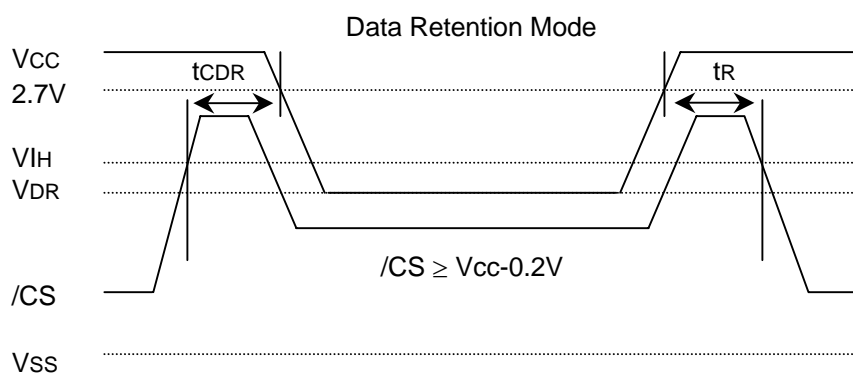 Data Retention Mode
VCC
tCDR
tR
2.7V
VIH
VDR
/CS ≥ Vcc-0.2V
/CS
VSS